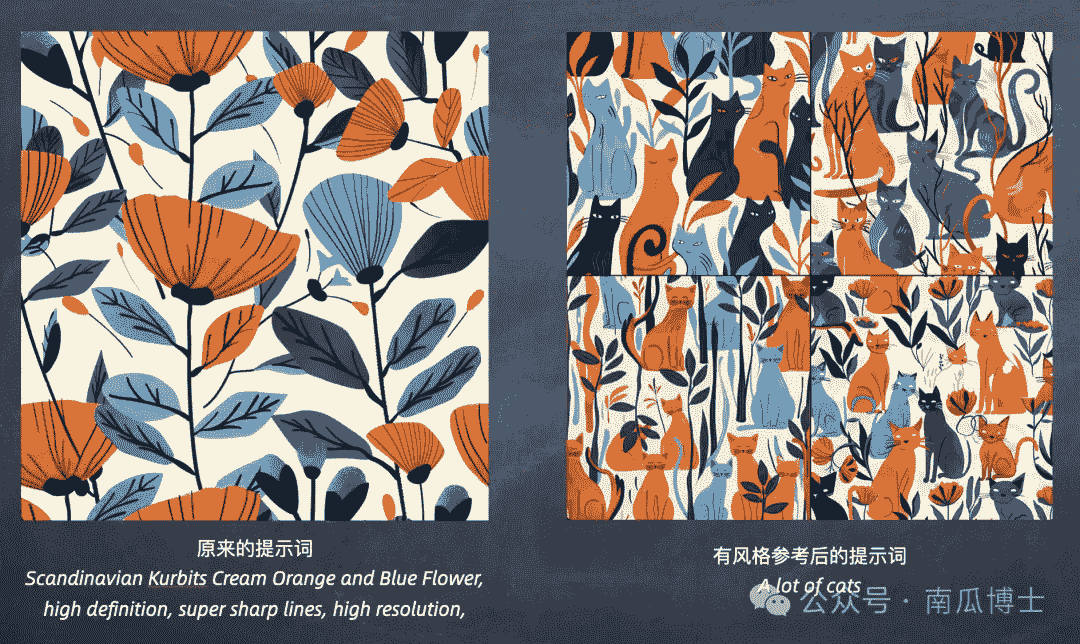 原来的提示词
Scandinavian Kurbits Cream Orange and Blue Flower,
high definition, super sharp lines, high resolution,
有风格参考后的提示词
A lot of cats
公众号 · 南瓜博士